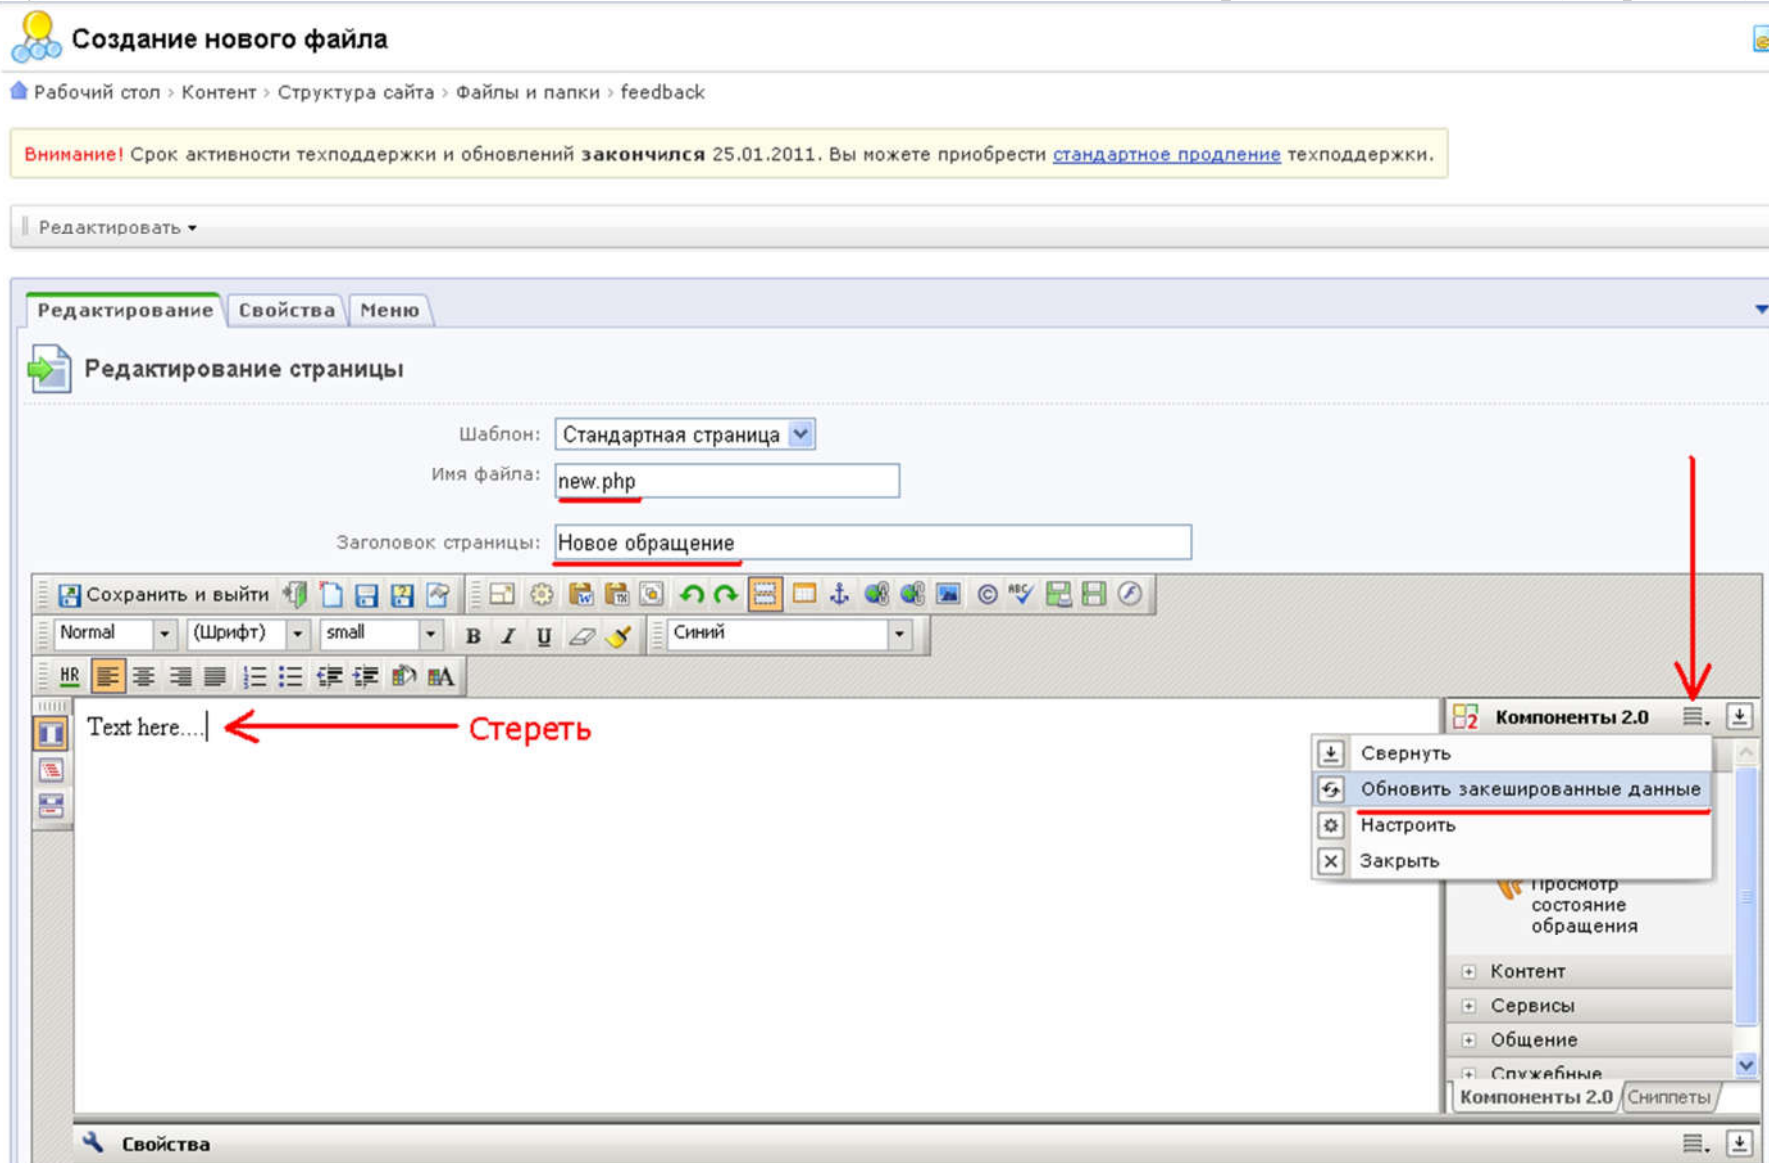 Создание нового файла
Рабочий стол › Контент › Структура сайта › Файлы и папки › feedback
Внимание! Срок активности техподдержки и обновлений закончился 25.01.2011. Вы можете приобрести стандартное продление техподдержки.
Редактировать
Редактирование Свойства Меню
Редактирование страницы
Шаблон: Стандартная страница
Имя файла: new.php
Заголовок страницы: Новое обращение
Сохранить и выйти
Normal (Шрифт) small B I U Синий
HR
Text here....
Стереть
Компоненты 2.0
Свернуть
Обновить закешированные данные
Настроить
Закрыть
Просмотр
состояние
обращения
Контент
Сервисы
Общение
Служебные
Компоненты 2.0 Сниппеты
Свойства